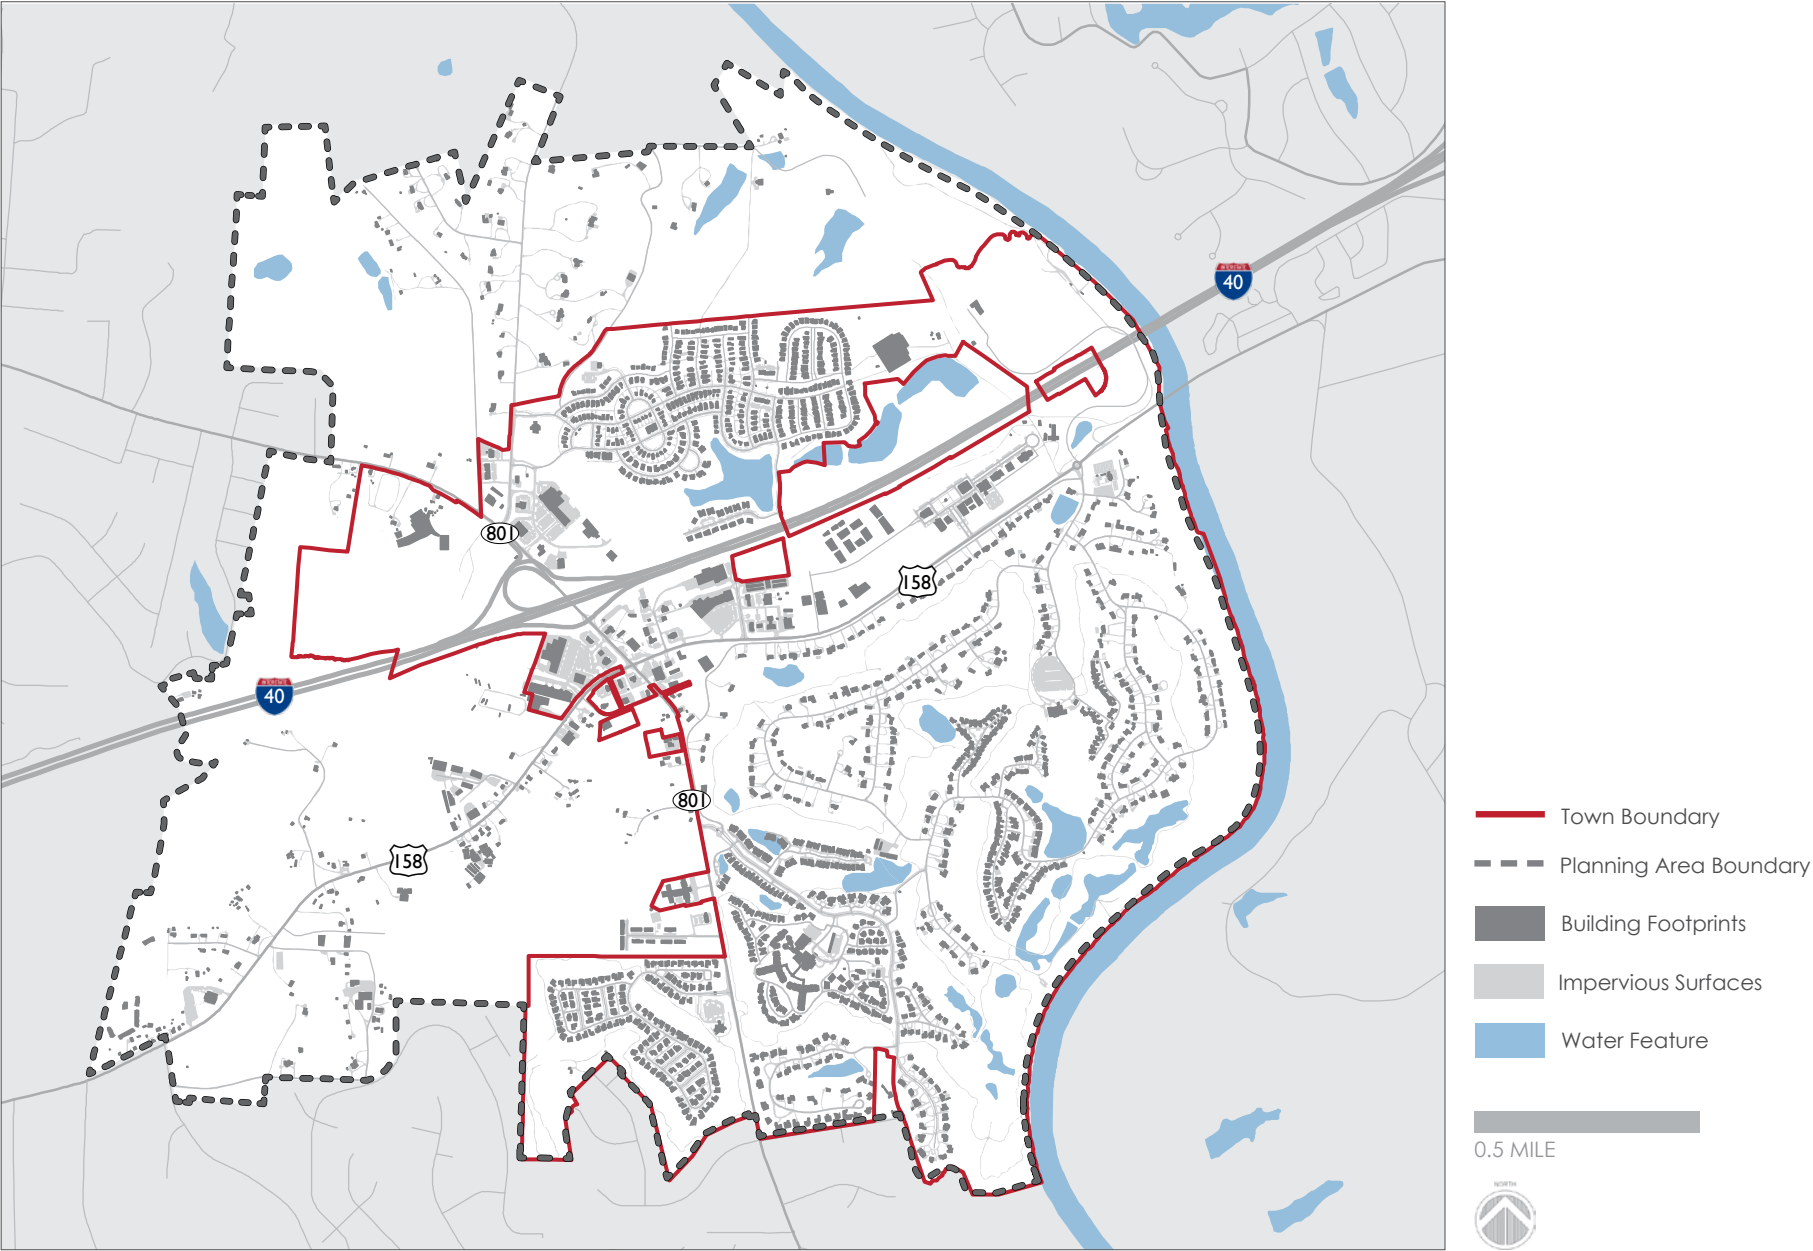 40
801
158
40
801
158
Town Boundary
Planning Area Boundary
Building Footprints
Impervious Surfaces
Water Feature
0.5 MILE
NORTH